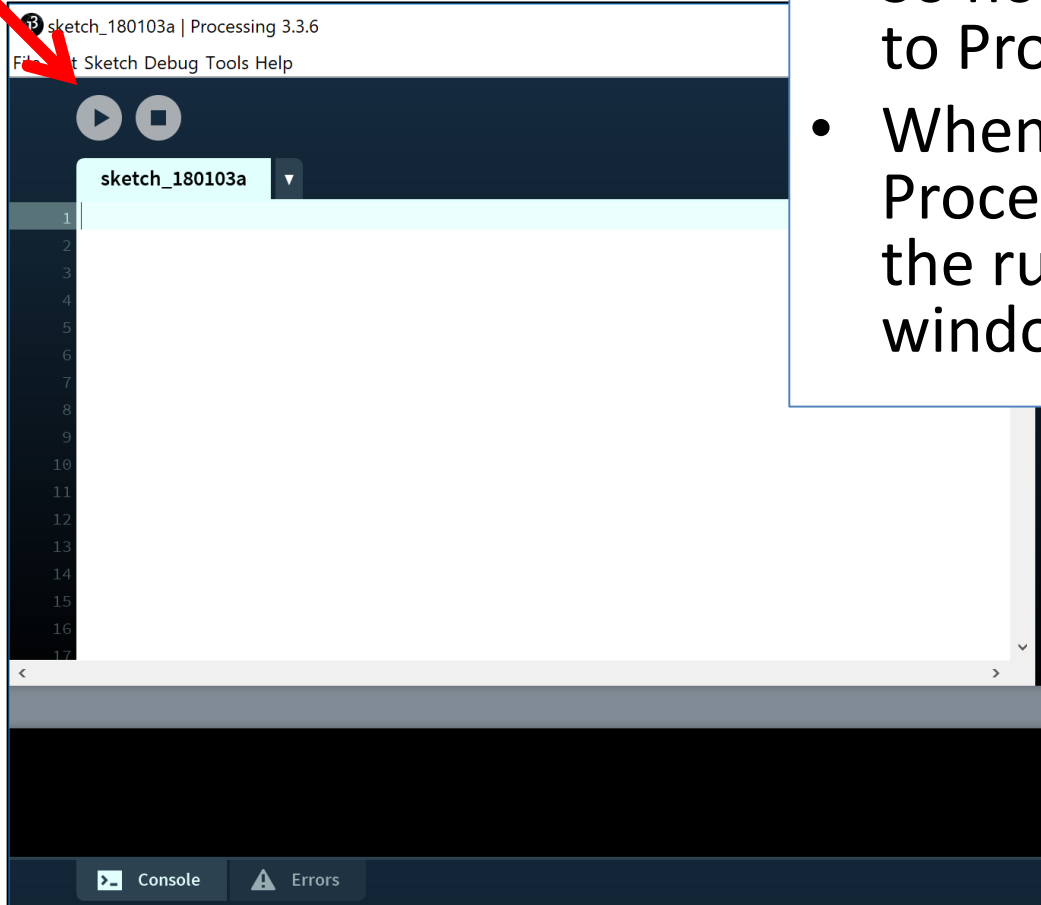 sketch_180103a | Processing 3.3.6
Sketch Debug Tools Help
sketch_180103a
1
2
3
4
5
6
7
8
9
10
11
12
13
14
15
16
17
Console
Errors
to Pro
• When
Proce
the ru
windo